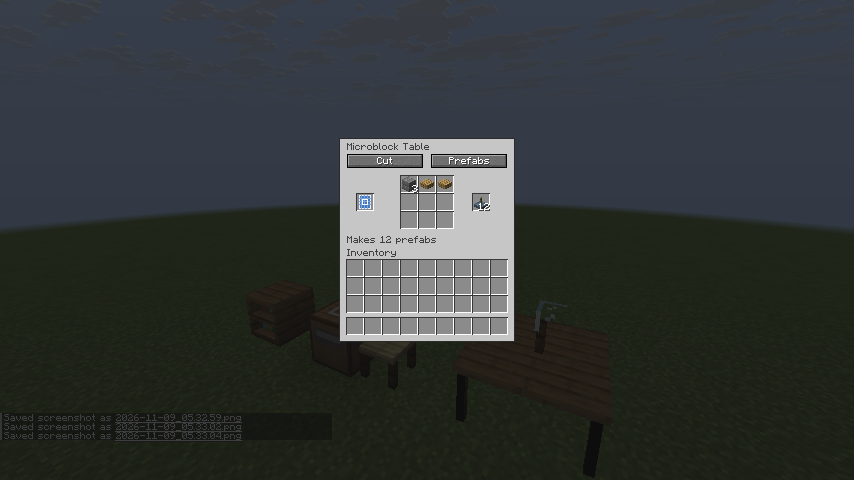 Microblock Table
Cut Prefabs
3
12
Makes 12 prefabs
Inventory
Saved screenshot as 2026-11-09_05.32.59.png
Saved screenshot as 2026-11-09_05.33.02.png
Saved screenshot as 2026-11-09_05.33.04.png